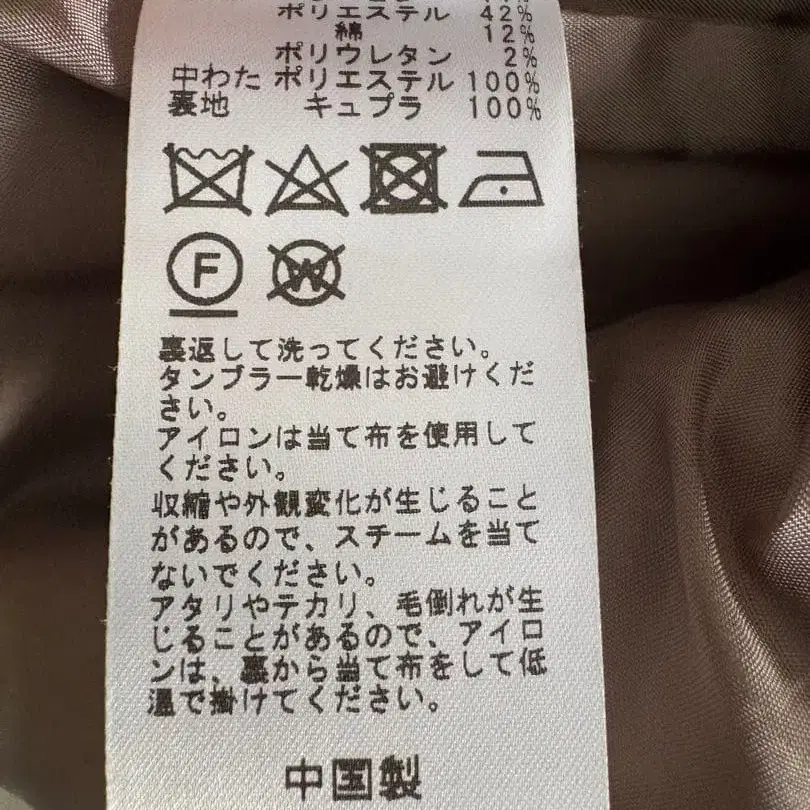 ポリエステル 42%
綿 12%
ポリウレタン 2%
中わた ポリエステル 100%
裏地 キュプラ 100%
F W
裏返して洗ってください。
タンブラー乾燥はお避けくだ
さい。
アイロンは当て布を使用して
ください。
収縮や外観変化が生じること
があるので、スチームを当て
ないでください。
アタリやテカリ、毛倒れが生
じることがあるので、アイロ
ンは、裏から当て布をして低
温で掛けてください。
中国製